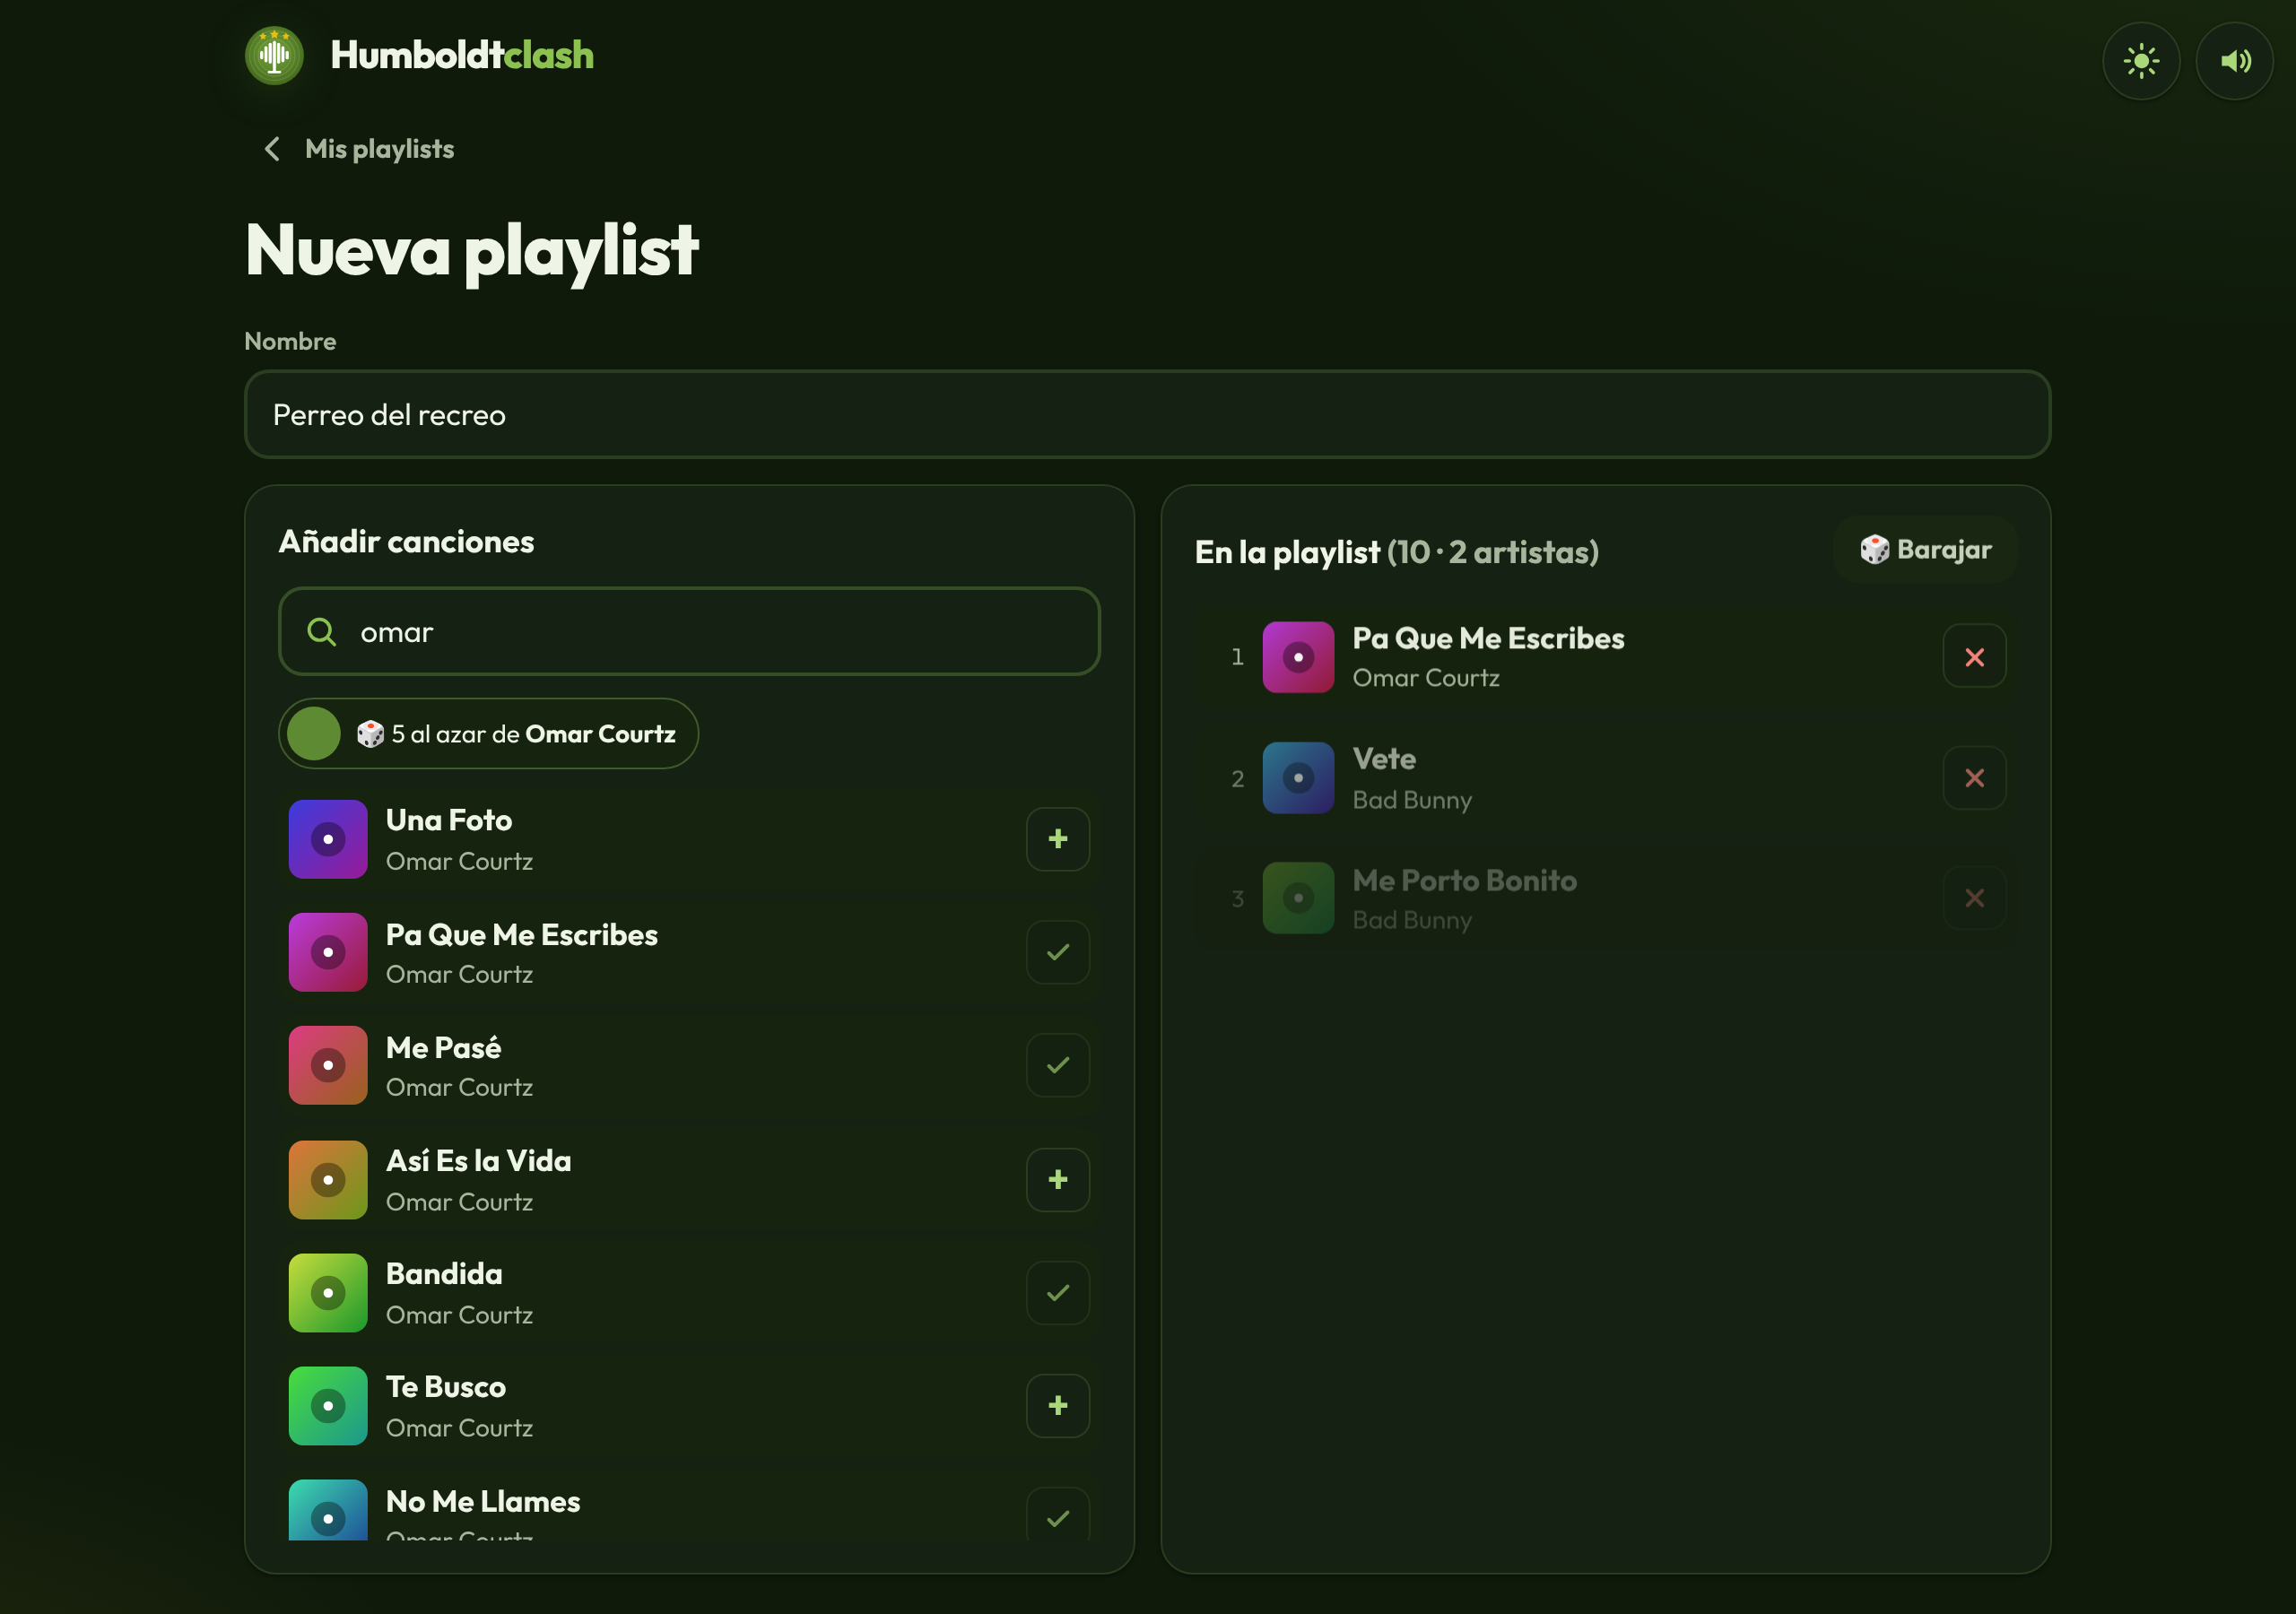 Humboldtclash
Mis playlists
Nueva playlist
Nombre
Perreo del recreo
Añadir canciones
omar
5 al azar de Omar Courtz
Una Foto
Omar Courtz
Pa Que Me Escribes
Omar Courtz
Me Pasé
Omar Courtz
Así Es la Vida
Omar Courtz
Bandida
Omar Courtz
Te Busco
Omar Courtz
No Me Llames
Omar Courtz
En la playlist (10 · 2 artistas)
Barajar
1
Pa Que Me Escribes
Omar Courtz
2
Vete
Bad Bunny
3
Me Porto Bonito
Bad Bunny